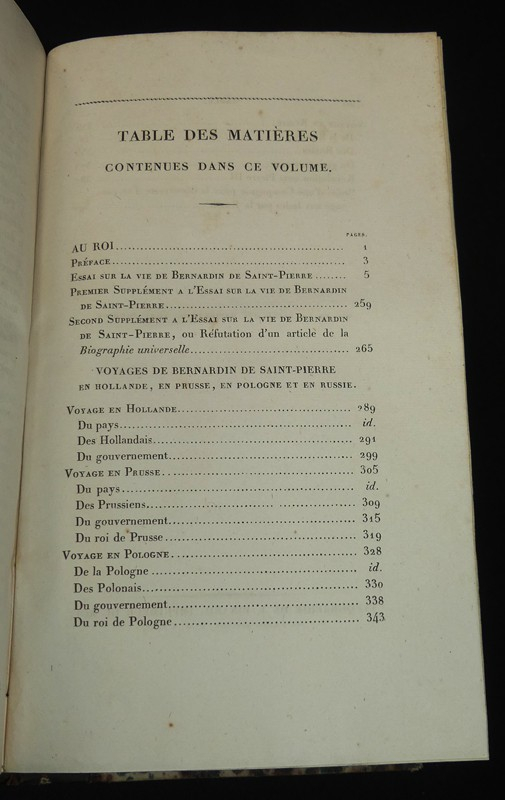 TABLE DES MATIÈRES
CONTENUES DANS CE VOLUME.
PAGES.
AU ROI........ 1
PRÉFACE........ 3
ESSAI SUR LA VIE DE BERNARDIN DE SAINT-PIERRE........ 5
PREMIER SUPPLÉMENT A L'ESSAI SUR LA VIE DE BERNARDIN
DE SAINT-PIERRE........ 259
SECOND SUPPLÉMENT A L'ESSAI SUR LA VIE DE BERNARDIN
DE SAINT-PIERRE, ou Réfutation d'un article de la
Biographie universelle........ 265
VOYAGES DE BERNARDIN DE SAINT-PIERRE
EN HOLLANDE, EN PRUSSE, EN POLOGNE ET EN RUSSIE.
VOYAGE EN HOLLANDE........ 289
Du pays........ id.
Des Hollandais........ 291
Du gouvernement........ 299
VOYAGE EN PRUSSE........ 305
Du pays........ id.
Des Prussiens........ 309
Du gouvernement........ 315
Du roi de Prusse........ 319
VOYAGE EN POLOGNE........ 328
De la Pologne........ id.
Des Polonais........ 330
Du gouvernement........ 338
Du roi de Pologne........ 343